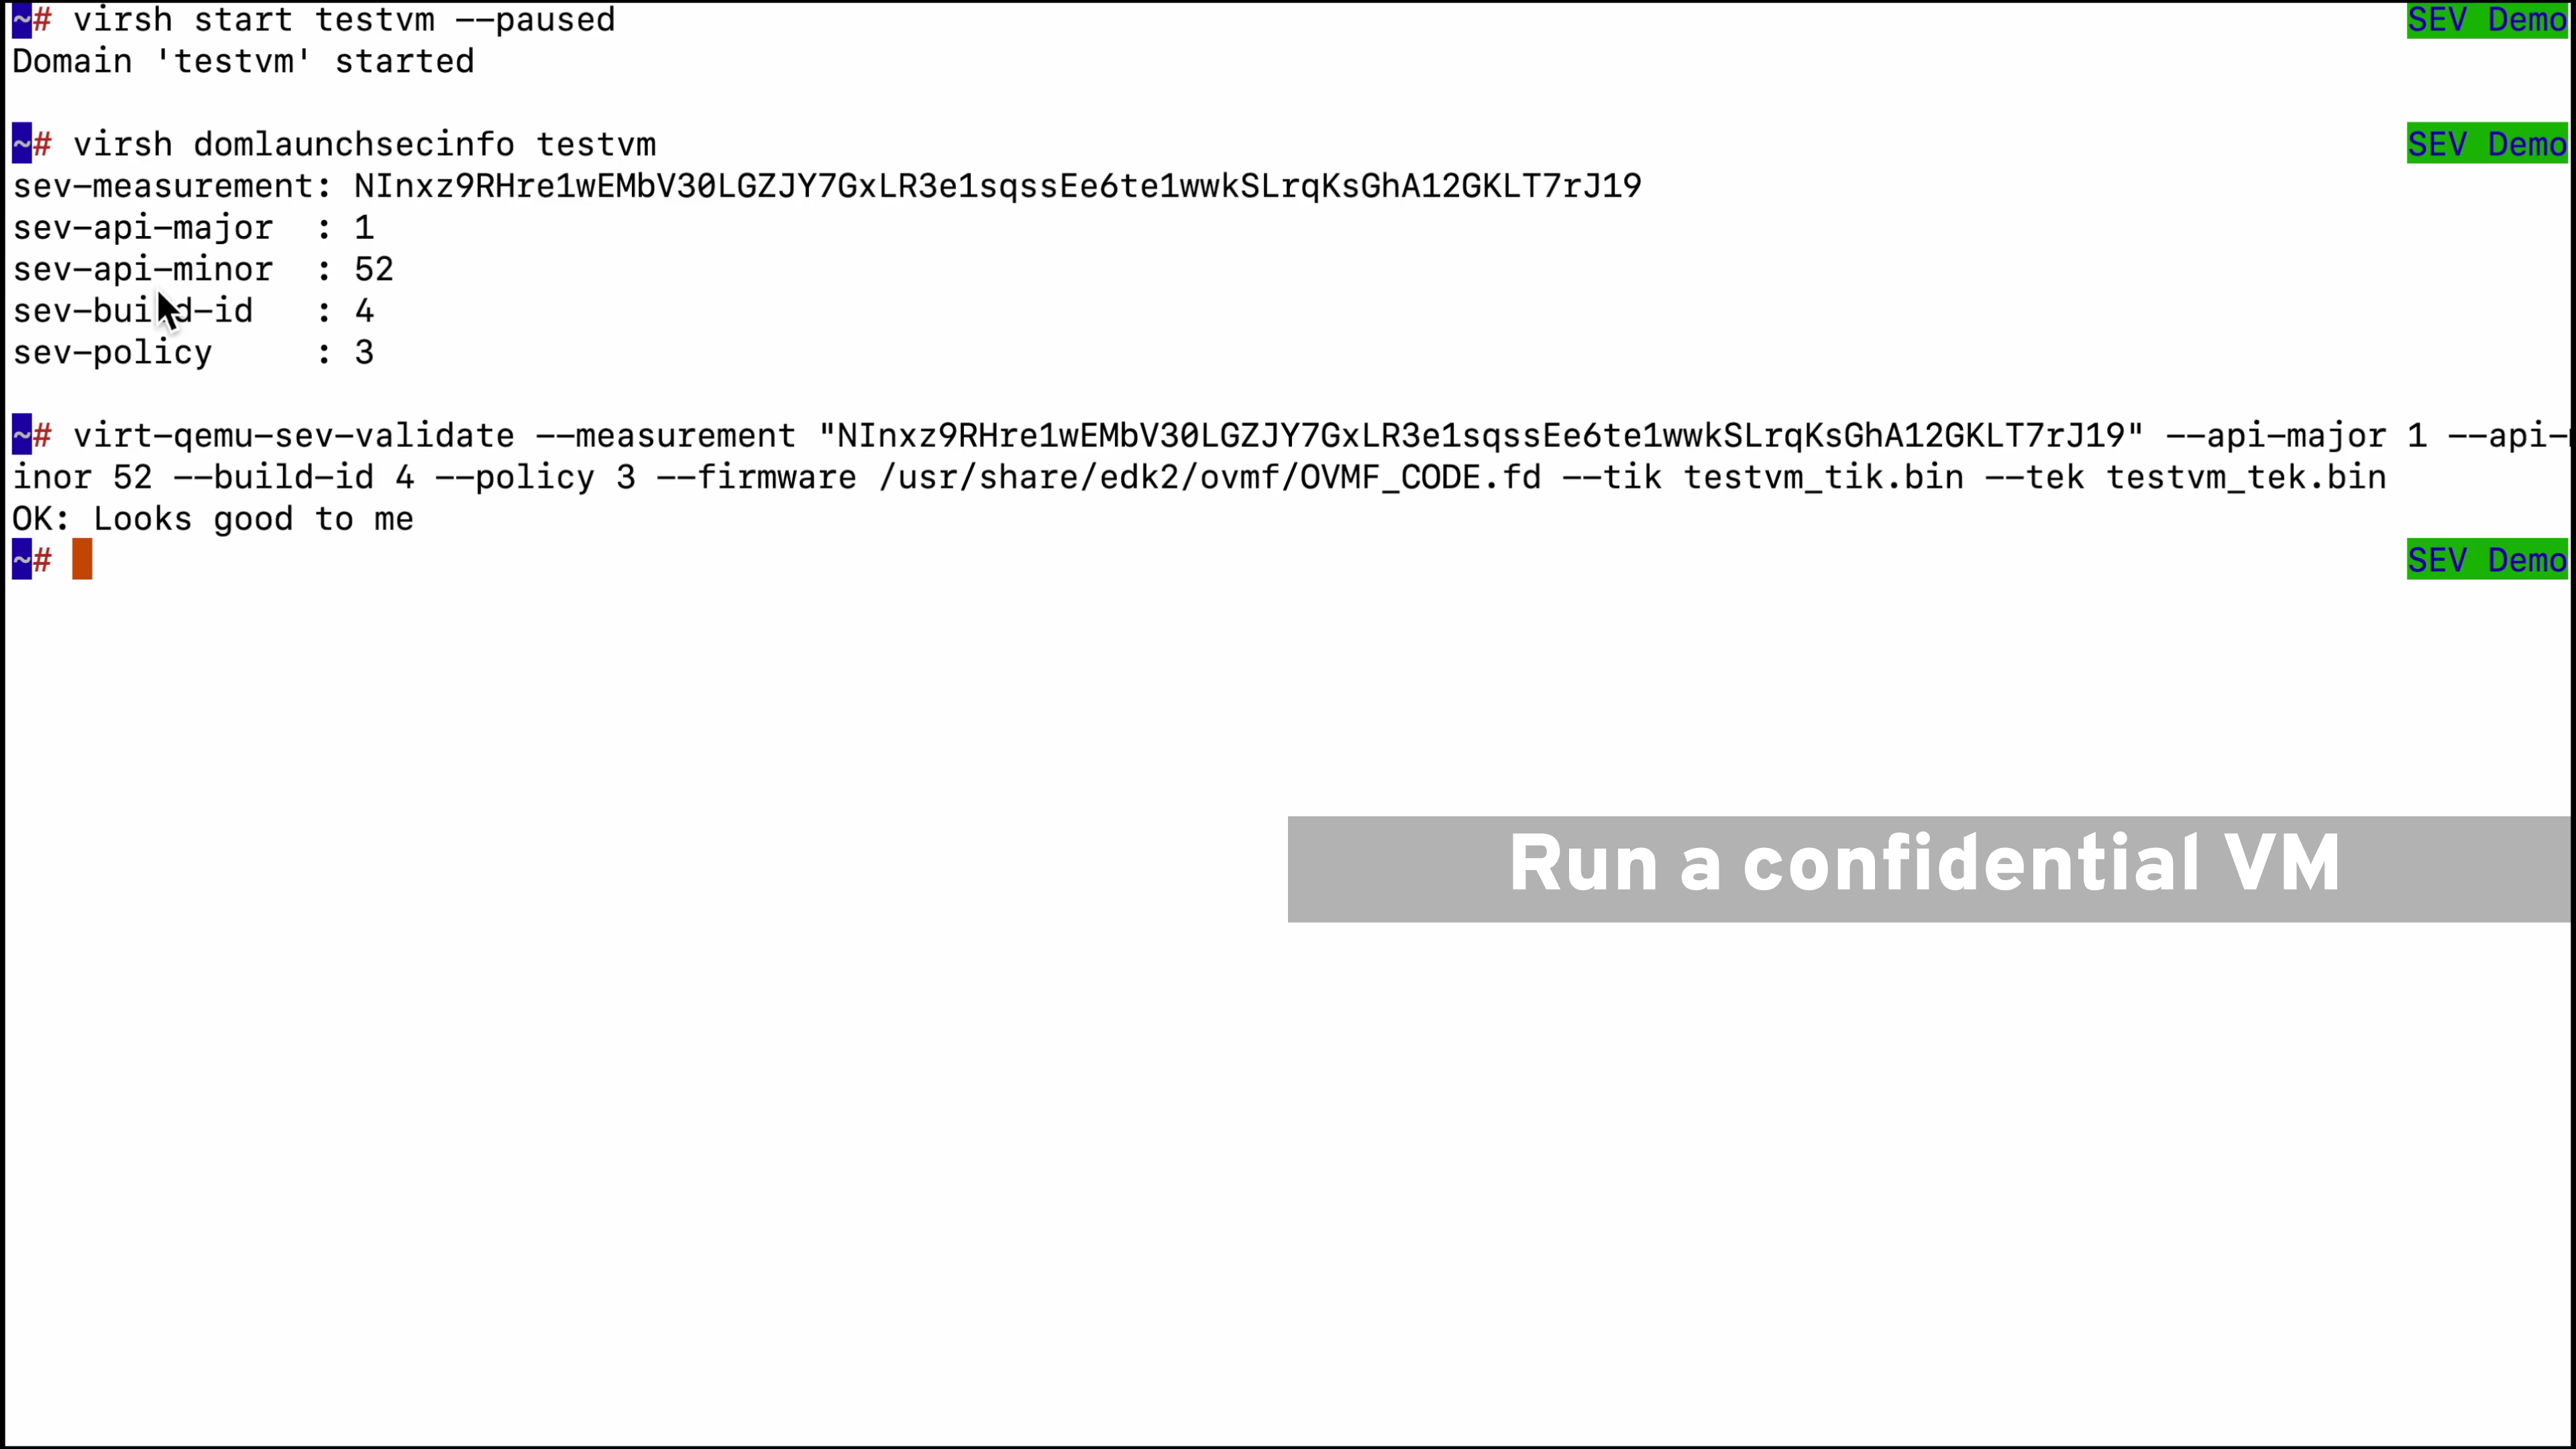 ~# virsh start testvm --paused SEV Demo
Domain 'testvm' started
~# virsh domlaunchsecinfo testvm SEV Demo
sev-measurement: NInxz9RHre1wEMbV30LGZJY7GxLR3e1sqssEe6te1wwkSLrqKsGhA12GKLT7rJ19
sev-api-major : 1
sev-api-minor : 52
sev-build-id : 4
sev-policy : 3
~# virt-qemu-sev-validate --measurement "NInxz9RHre1wEMbV30LGZJY7GxLR3e1sqssEe6te1wwkSLrqKsGhA12GKLT7rJ19" --api-major 1 --api-m
inor 52 --build-id 4 --policy 3 --firmware /usr/share/edk2/ovmf/OVMF_CODE.fd --tik testvm_tik.bin --tek testvm_tek.bin
OK: Looks good to me
~# SEV Demo
Run a confidential VM